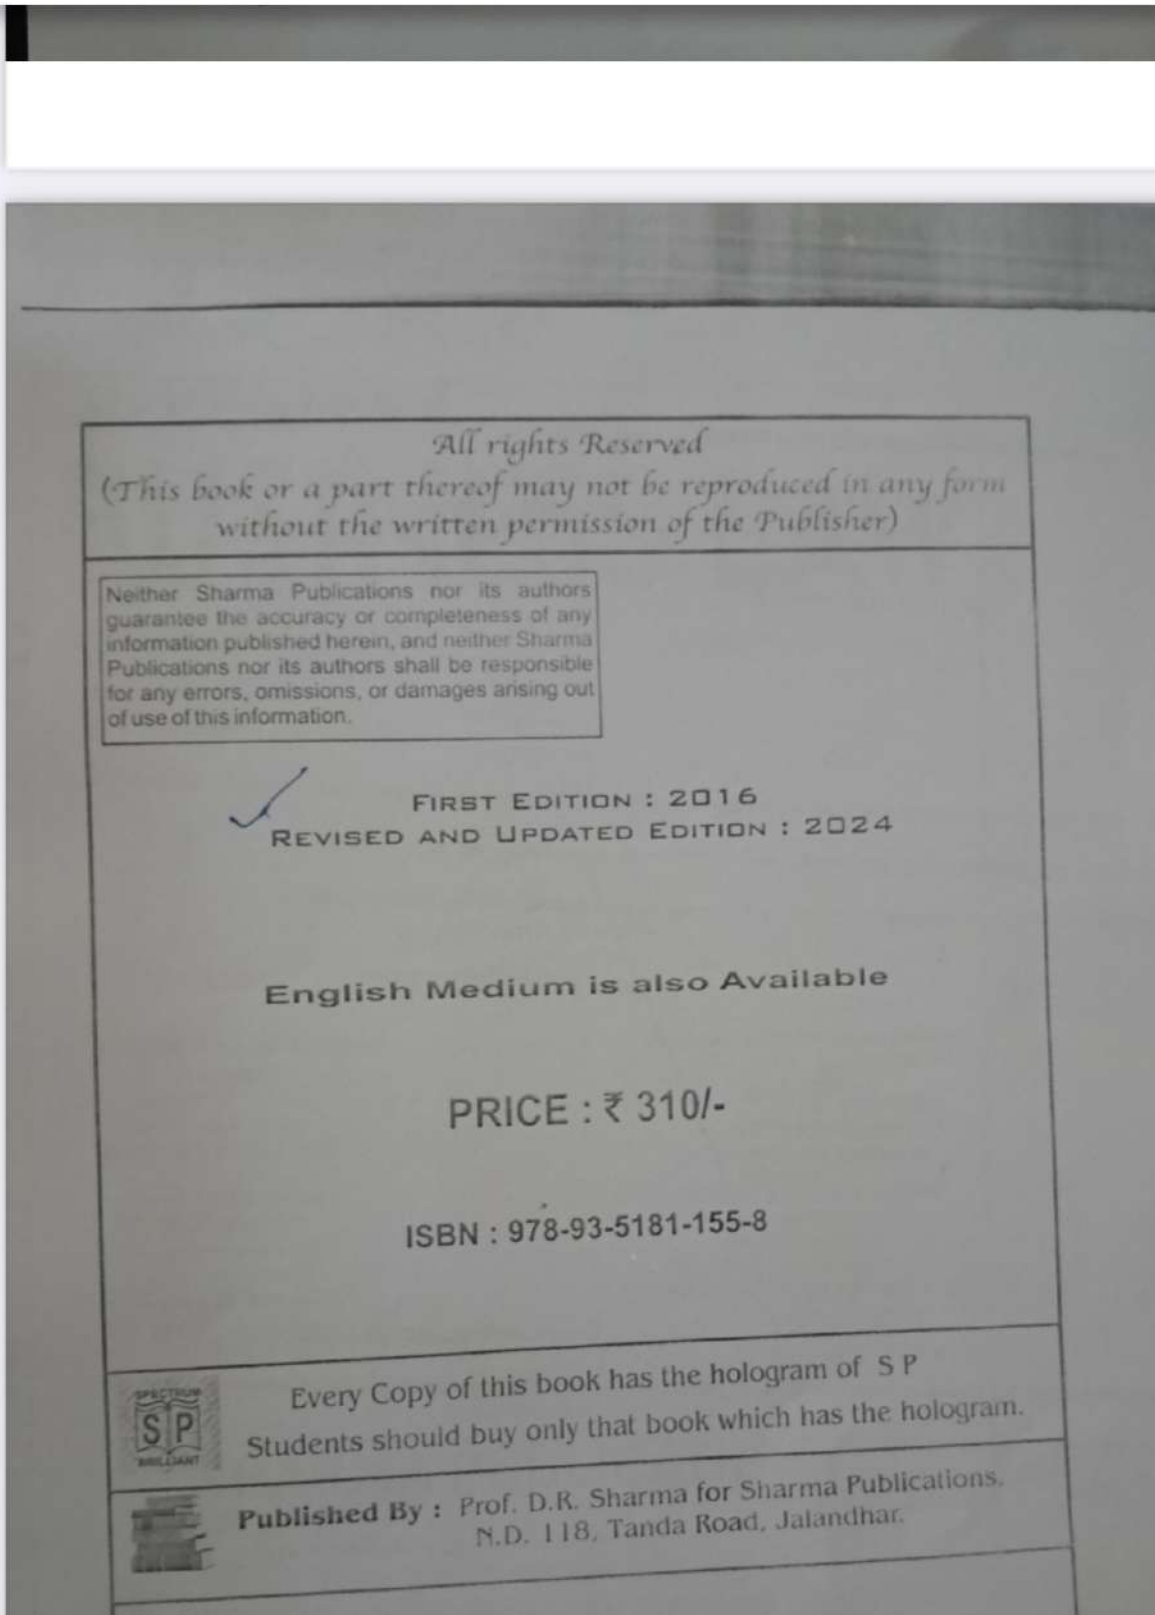 All rights Reserved
(This book or a part thereof may not be reproduced in any form
without the written permission of the Publisher)
Neither Sharma Publications nor its authors
guarantee the accuracy or completeness of any
information published herein, and neither Sharma
Publications nor its authors shall be responsible
for any errors, omissions, or damages arising out
of use of this information.
FIRST EDITION : 2016
REVISED AND UPDATED EDITION : 2024
English Medium is also Available
PRICE : ₹ 310/-
ISBN : 978-93-5181-155-8
SPECTRUM
S P
BRILLIANT
Every Copy of this book has the hologram of S P
Students should buy only that book which has the hologram.
Published By : Prof. D.R. Sharma for Sharma Publications,
N.D. 118, Tanda Road, Jalandhar.